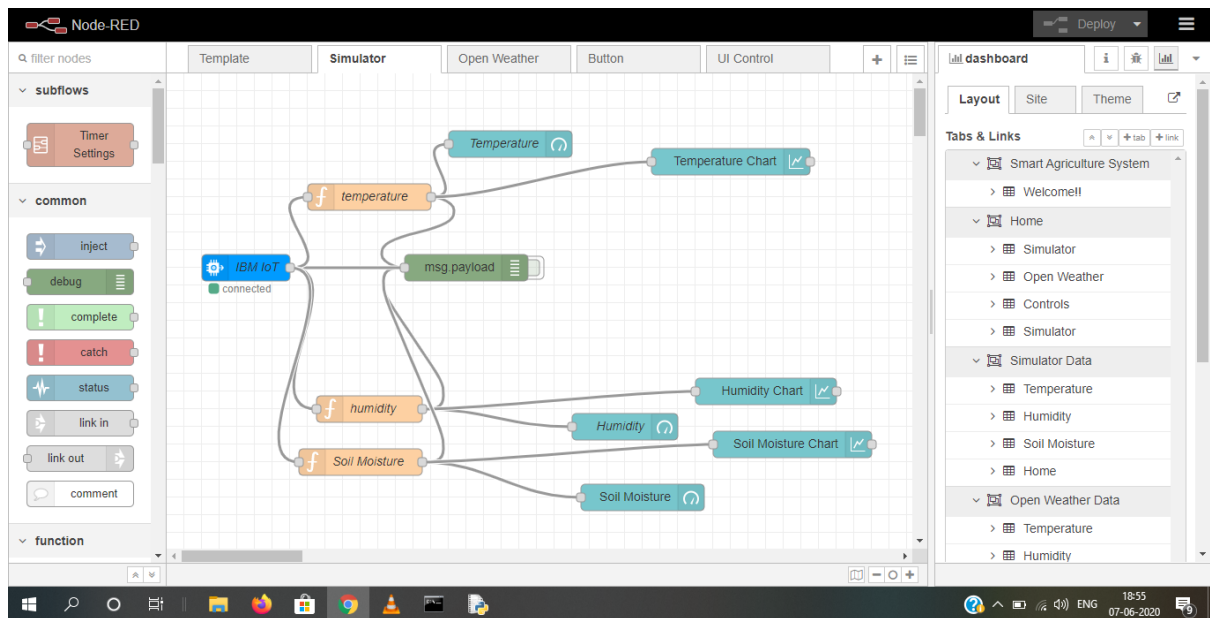 Node-RED
Deploy
filter nodes
Template
Simulator
Open Weather
Button
UI Control
dashboard
i
subflows
Timer
Settings
common
inject
debug
complete
catch
status
link in
link out
comment
function
Temperature
Temperature Chart
temperature
IBM IoT
connected
msg.payload
Humidity Chart
humidity
Humidity
Soil Moisture Chart
Soil Moisture
Soil Moisture
Layout
Site
Theme
Tabs & Links
+tab
+link
Smart Agriculture System
Welcome!!
Home
Simulator
Open Weather
Controls
Simulator
Simulator Data
Temperature
Humidity
Soil Moisture
Home
Open Weather Data
Temperature
Humidity
ENG
18:55
07-06-2020
9